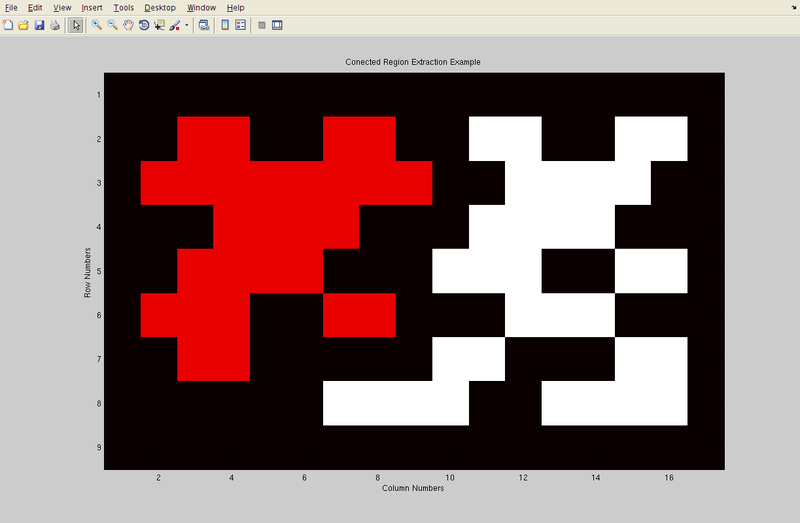 File Edit View Insert Tools Desktop Window Help
Conected Region Extraction Example
1
2
3
4
5
6
7
8
9
Row Numbers
2 4 6 8 10 12 14 16
Column Numbers